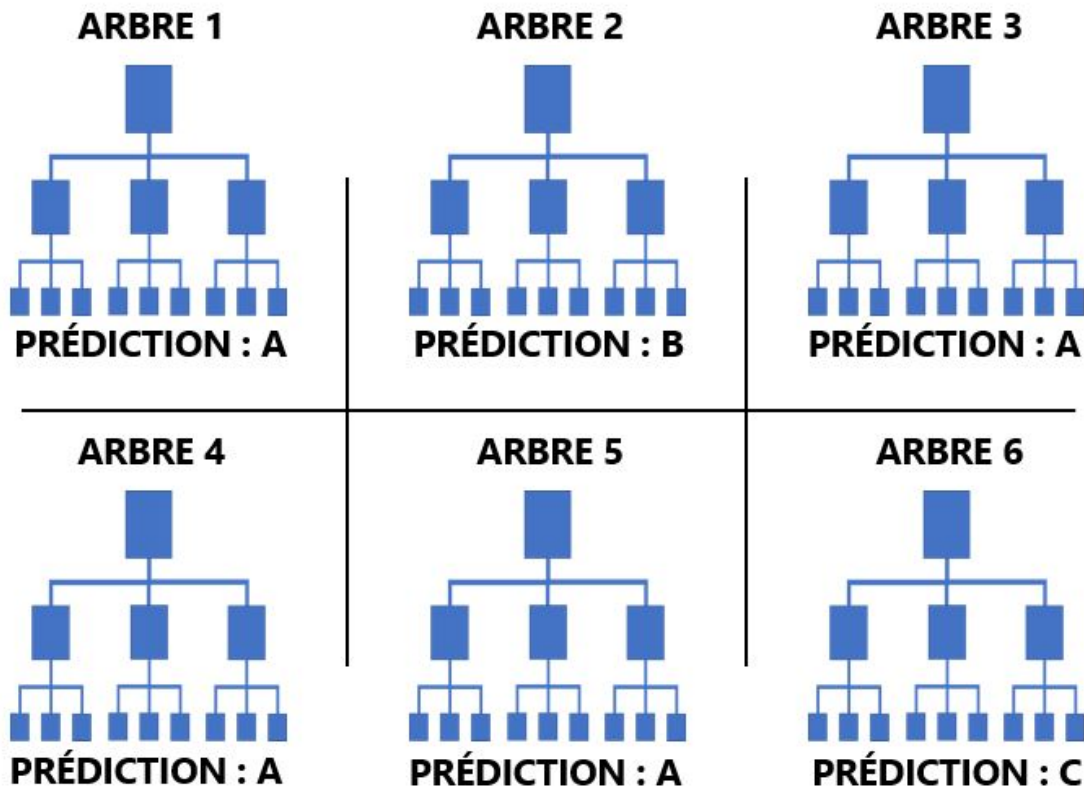 ARBRE 1
ARBRE 2
ARBRE 3
PRÉDICTION : A
PRÉDICTION : B
PRÉDICTION : A
ARBRE 4
ARBRE 5
ARBRE 6
PRÉDICTION : A
PRÉDICTION : A
PRÉDICTION : C